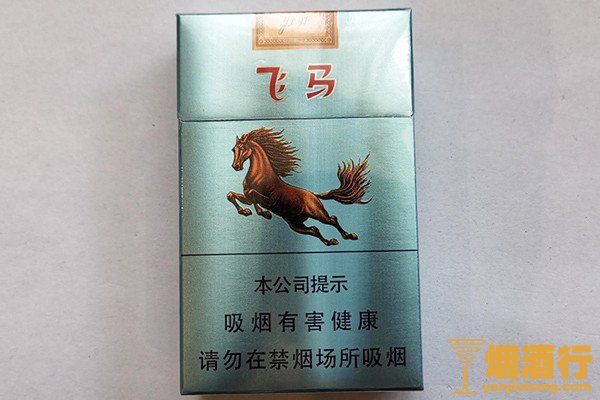 飞马
本公司提示
吸烟有害健康
请勿在禁烟场所吸烟
烟酒行